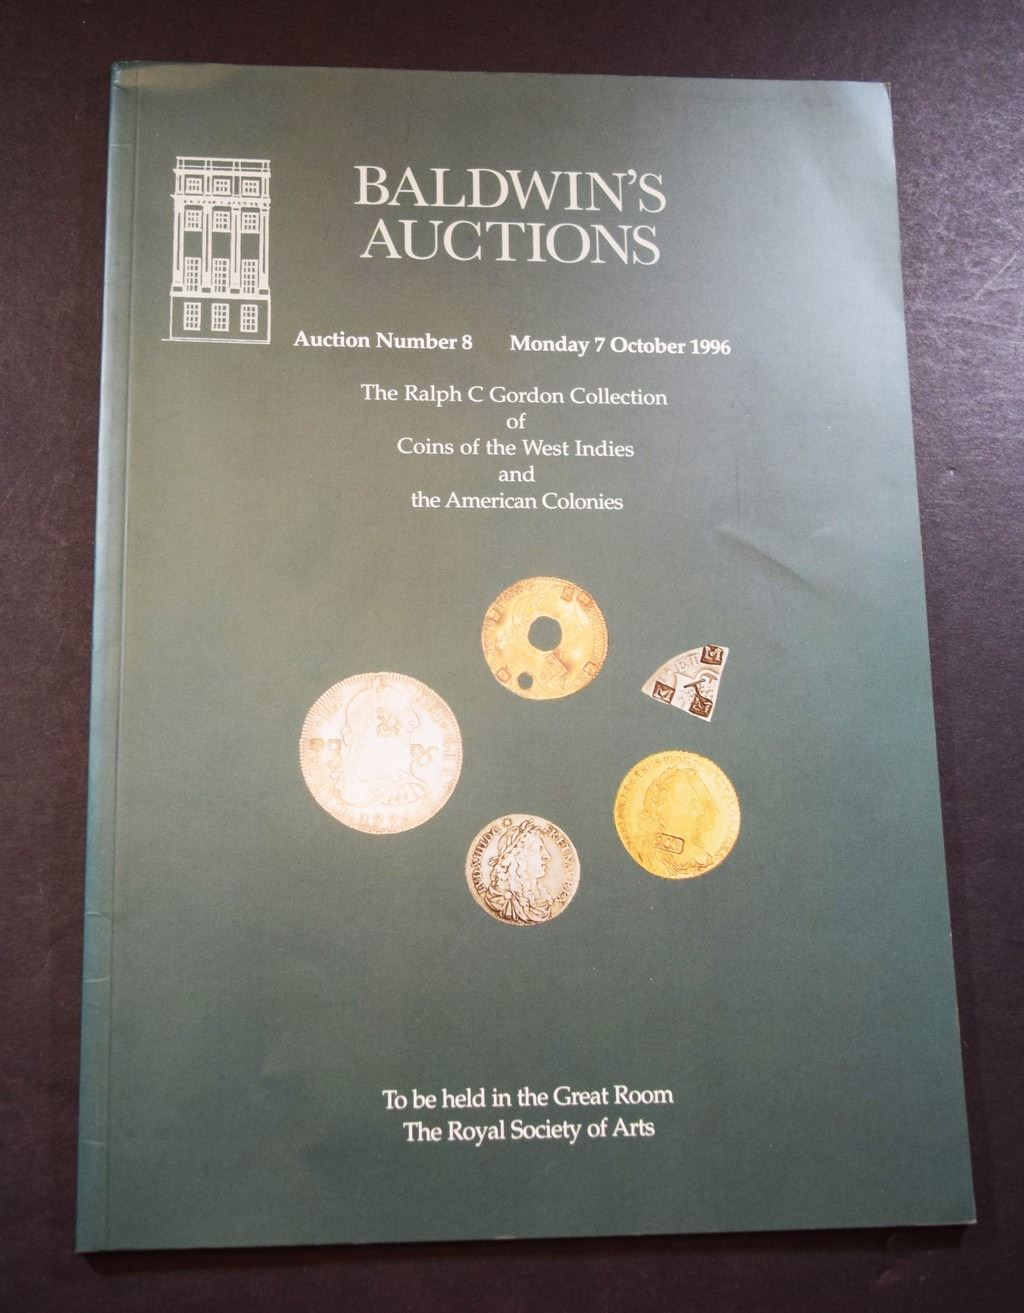 BALDWIN'S
AUCTIONS
Auction Number 8 Monday 7 October 1996
The Ralph C Gordon Collection
of
Coins of the West Indies
and
the American Colonies
To be held in the Great Room
The Royal Society of Arts